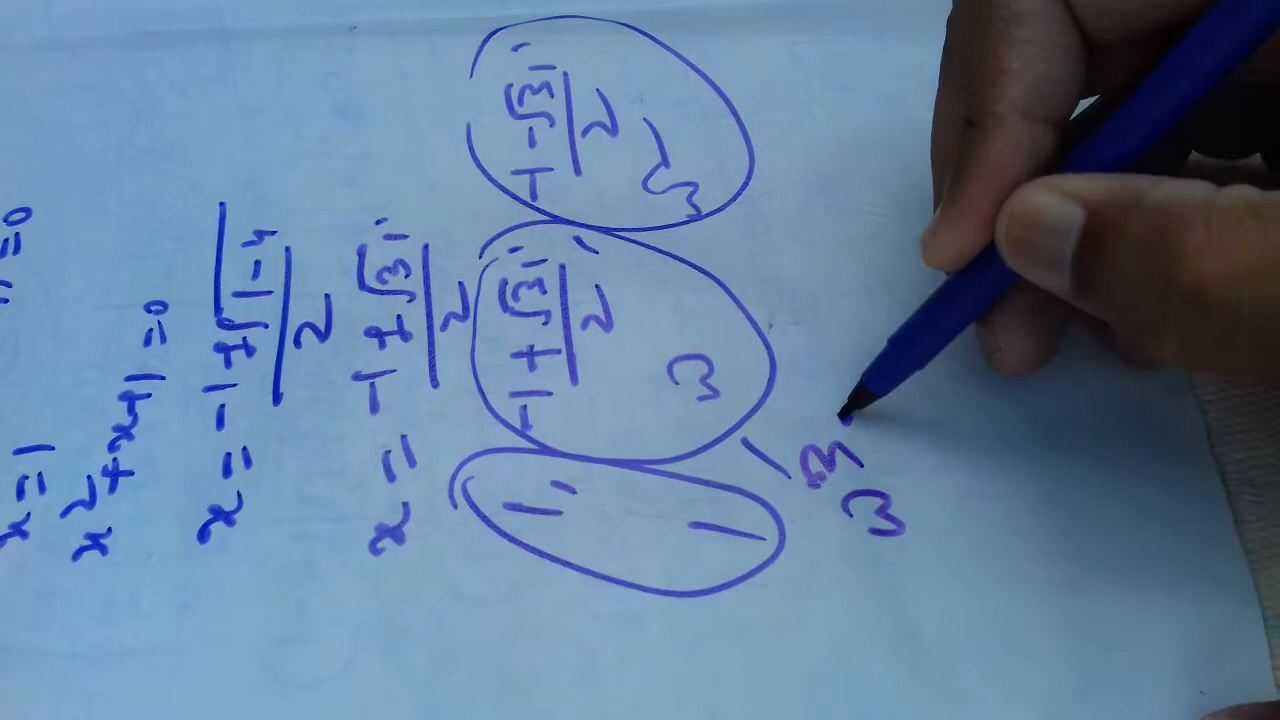 ) = 0
x = 1
x² + x + 1 = 0
x = -1 ± √1-4 / 2
x = -1 ± √3 i / 2
1, -1 + √3 i / 2, -1 - √3 i / 2
1 ω ω²
ω
ω